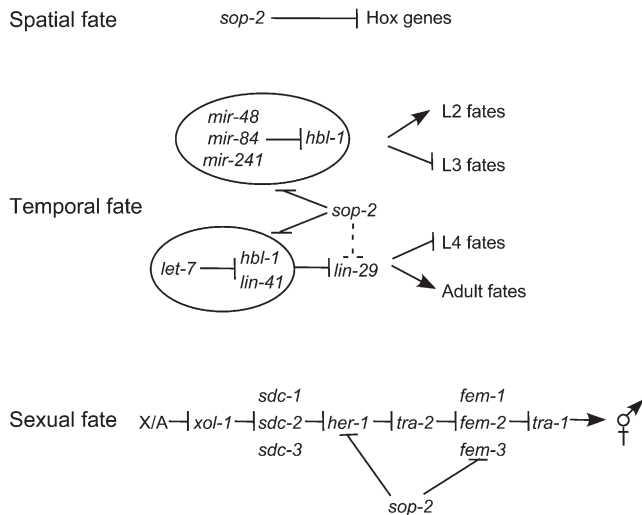 Spatial fate sop-2 Hox genes
mir-48
mir-84 hbl-1
mir-241
L2 fates
L3 fates
Temporal fate sop-2
let-7 hbl-1
lin-41
lin-29
L4 fates
Adult fates
sdc-1 fem-1
Sexual fate X/A xol-1 sdc-2 her-1 tra-2 fem-2 tra-1
sdc-3 fem-3
sop-2